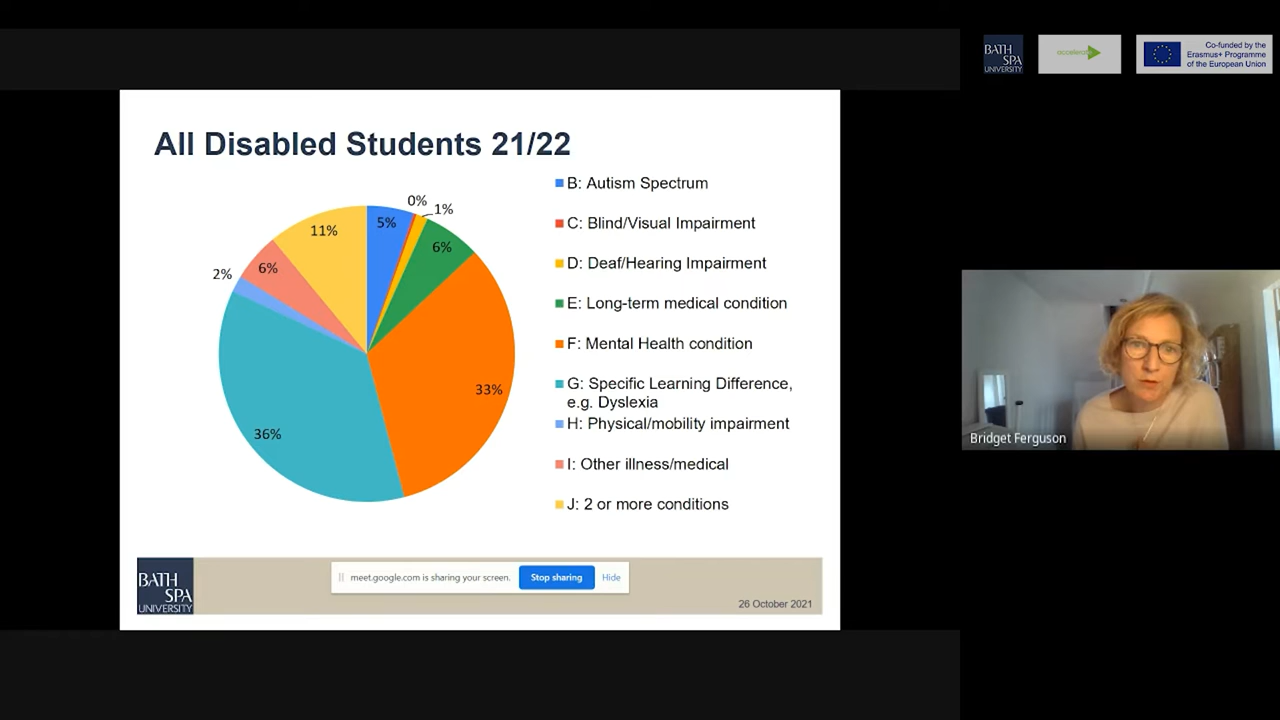 BATH
SPA
UNIVERSITY
accelerate
Co-funded by the
Erasmus+ Programme
of the European Union
All Disabled Students 21/22
0%
1%
5%
11%
6%
6%
2%
33%
36%
B: Autism Spectrum
C: Blind/Visual Impairment
D: Deaf/Hearing Impairment
E: Long-term medical condition
F: Mental Health condition
G: Specific Learning Difference,
e.g. Dyslexia
H: Physical/mobility impairment
I: Other illness/medical
J: 2 or more conditions
Bridget Ferguson
BATH
SPA
UNIVERSITY
meet.google.com is sharing your screen.
Stop sharing
Hide
26 October 2021